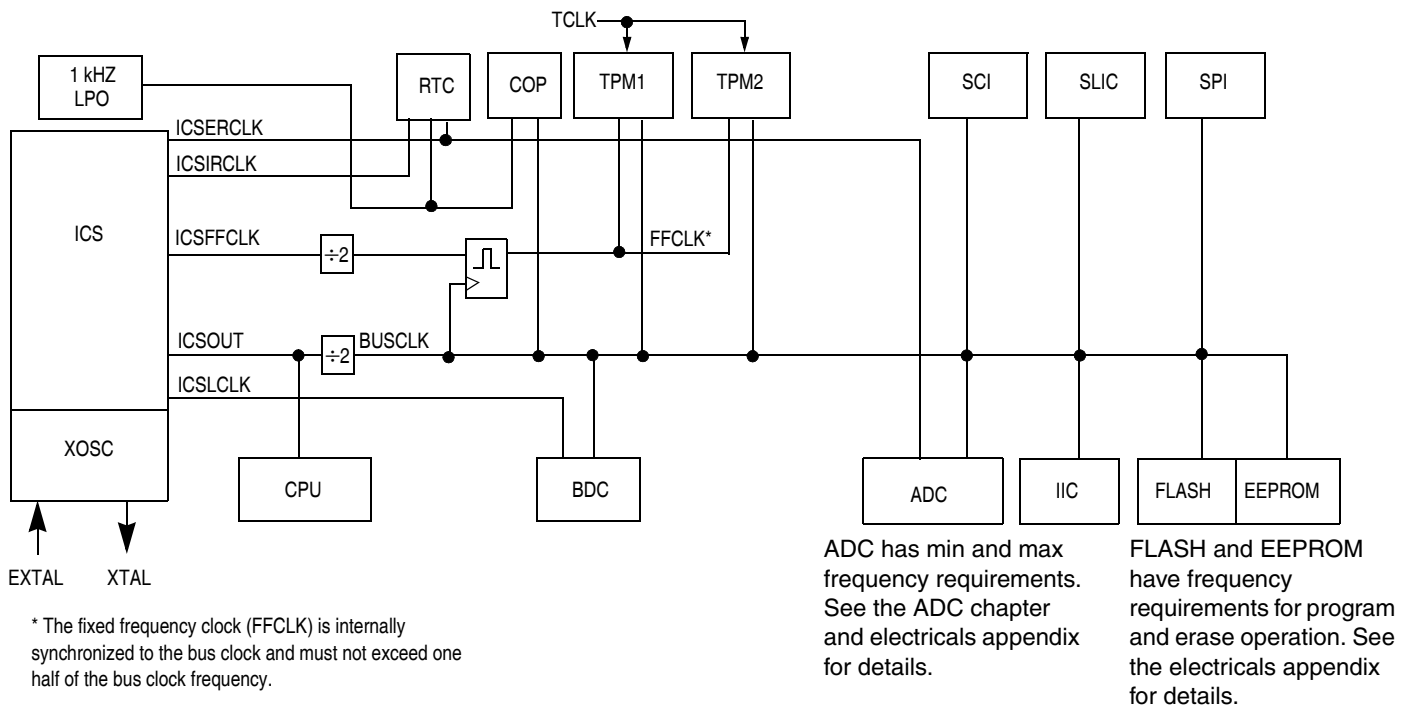 TCLK
1 kHZ
LPO
RTC
COP
TPM1
TPM2
SCI
SLIC
SPI
ICSERCLK
ICSIRCLK
ICS
ICSFFCLK
÷2
FFCLK*
ICSOUT
÷2
BUSCLK
ICSLCLK
XOSC
CPU
BDC
ADC
IIC
FLASH
EEPROM
EXTAL
XTAL
ADC has min and max
frequency requirements.
See the ADC chapter
and electricals appendix
for details.
FLASH and EEPROM
have frequency
requirements for program
and erase operation. See
the electricals appendix
for details.
* The fixed frequency clock (FFCLK) is internally
synchronized to the bus clock and must not exceed one
half of the bus clock frequency.